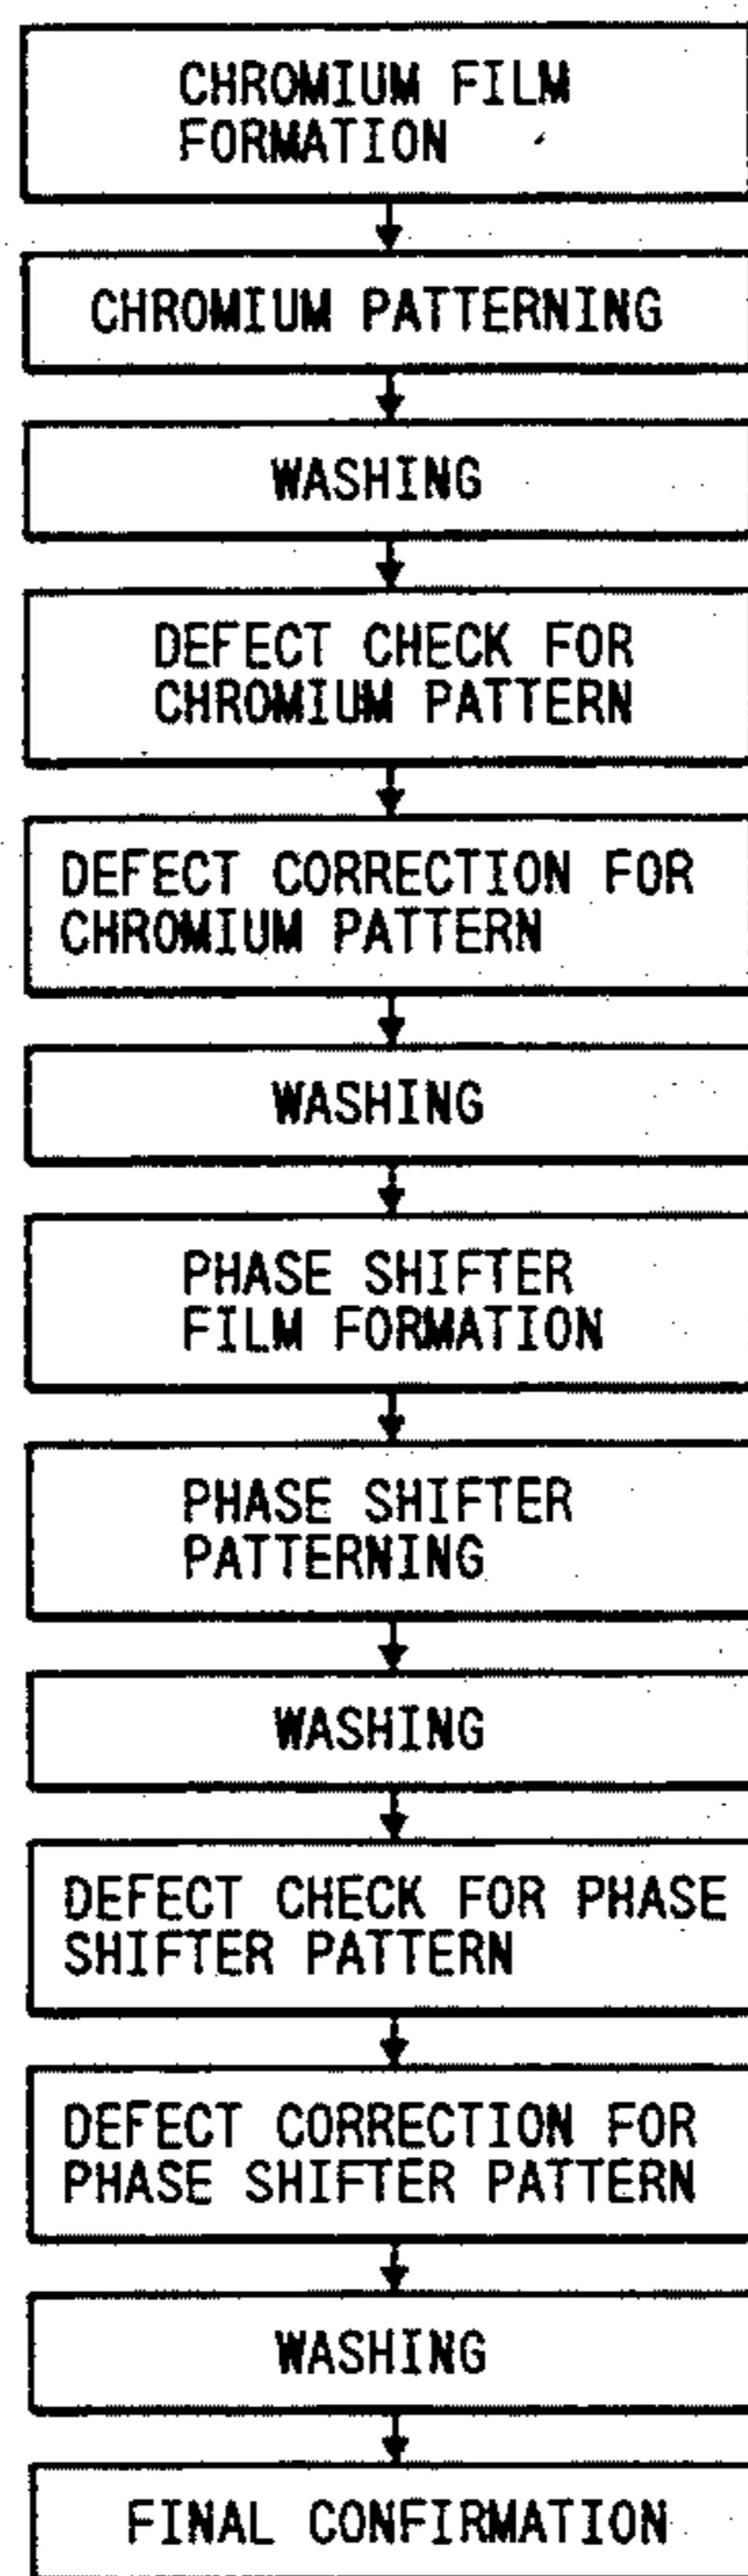 CHROMIUM FILM
FORMATION
CHROMIUM PATTERNING
WASHING
DEFECT CHECK FOR
CHROMIUM PATTERN
DEFECT CORRECTION FOR
CHROMIUM PATTERN
WASHING
PHASE SHIFTER
FILM FORMATION
PHASE SHIFTER
PATTERNING
WASHING
DEFECT CHECK FOR PHASE
SHIFTER PATTERN
DEFECT CORRECTION FOR
PHASE SHIFTER PATTERN
WASHING
FINAL CONFIRMATION